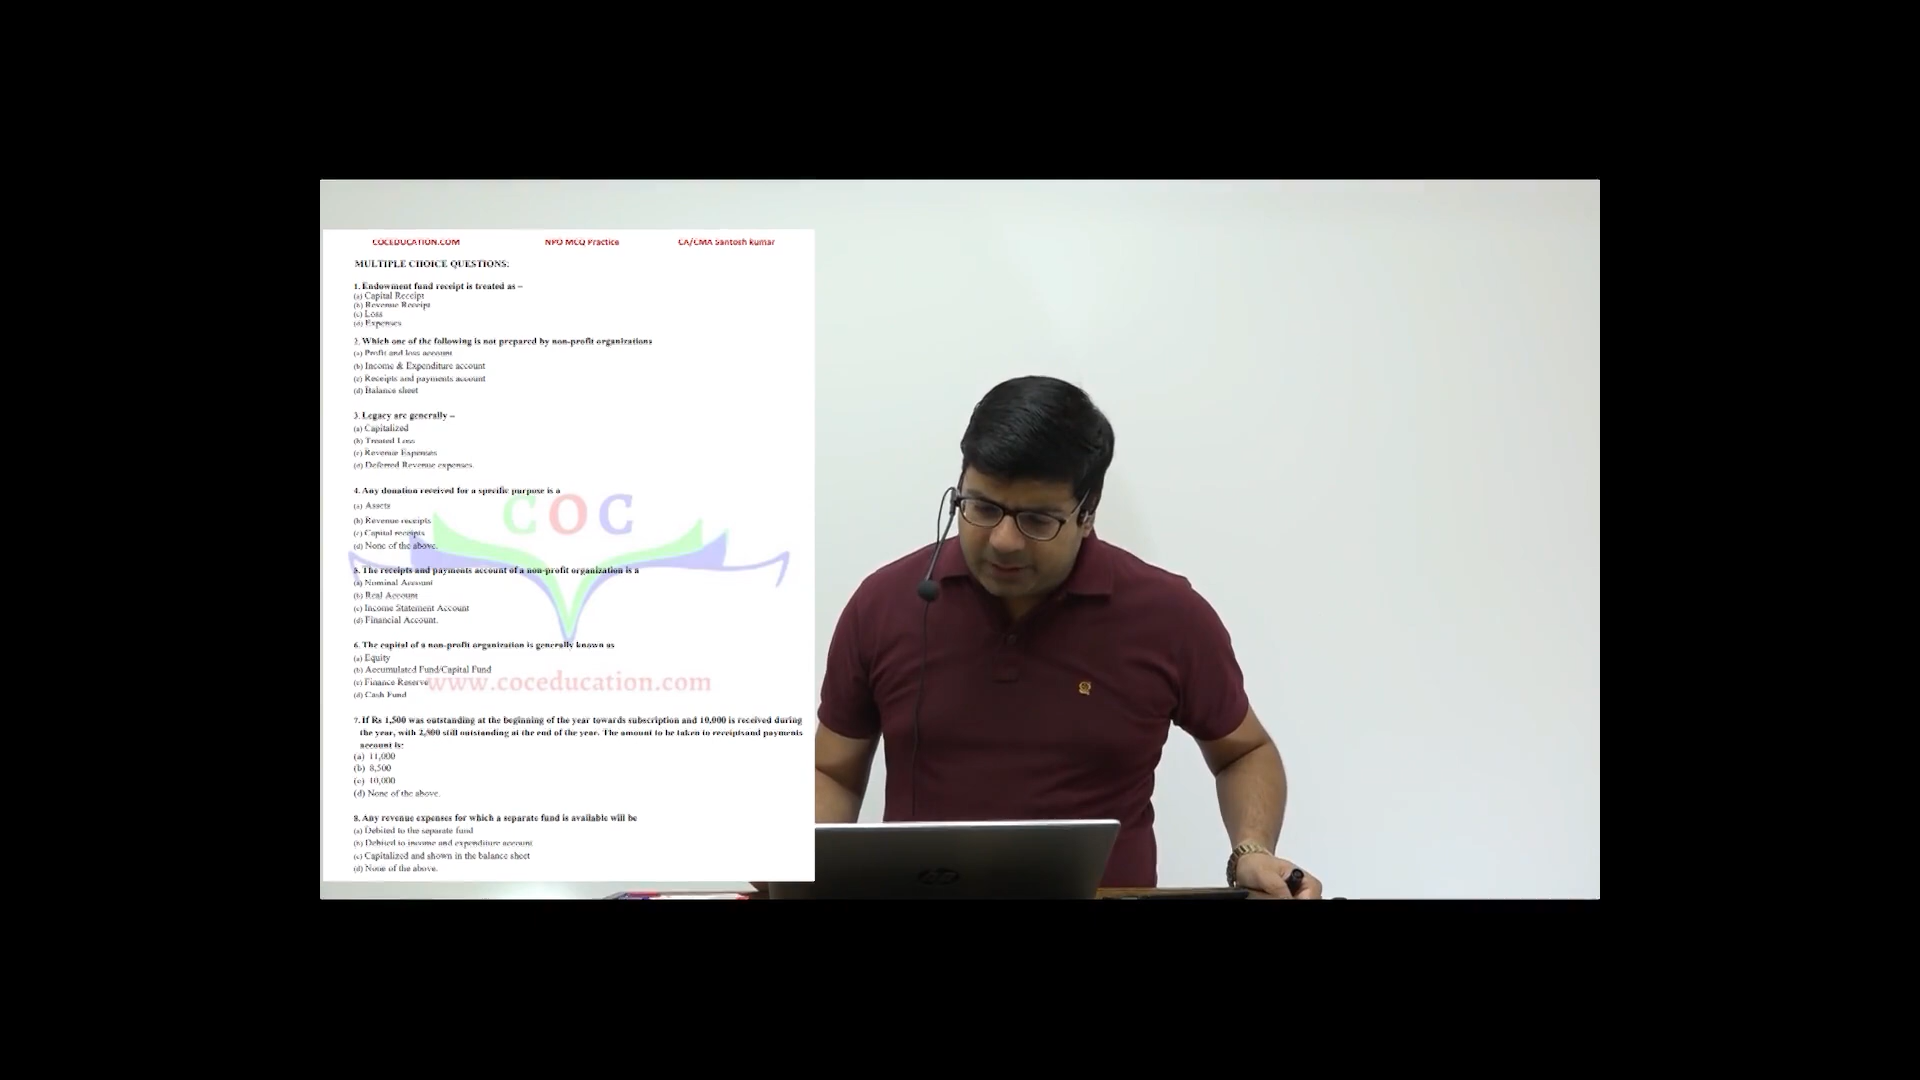 COCEDUCATION.COM NPO MCQ Practice CA/CMA Santosh kumar
MULTIPLE CHOICE QUESTIONS:
1. Endowment fund receipt is treated as –
(a) Capital Receipt
(b) Revenue Receipt
(c) Loss
(d) Expenses
2. Which one of the following is not prepared by non-profit organizations
(a) Profit and loss account
(b) Income & Expenditure account
(c) Receipts and payments account
(d) Balance sheet
3. Legacy are generally –
(a) Capitalized
(b) Treated Loss
(c) Revenue Expenses
(d) Deferred Revenue expenses
4. Any donation received for a specific purpose is a
(a) Assets
(b) Revenue receipts
(c) Capital receipts
(d) None of the above.
COC
5. The receipts and payments account of a non-profit organization is a
(a) Nominal Account
(b) Real Account
(c) Income Statement Account
(d) Financial Account.
6. The capital of a non-profit organization is generally known as
(a) Equity
(b) Accumulated Fund/Capital Fund
(c) Finance Reserve
(d) Cash Fund
www.coceducation.com
7. If Rs 1,500 was outstanding at the beginning of the year towards subscription and 10,000 is received during
the year, with 2,800 still outstanding at the end of the year. The amount to be taken to receiptsand payments
account is:
(a) 11,000
(b) 8,500
(c) 10,000
(d) None of the above.
8. Any revenue expenses for which a separate fund is available will be
(a) Debited to the separate fund
(b) Debited to income and expenditure account
(c) Capitalized and shown in the balance sheet
(d) None of the above.